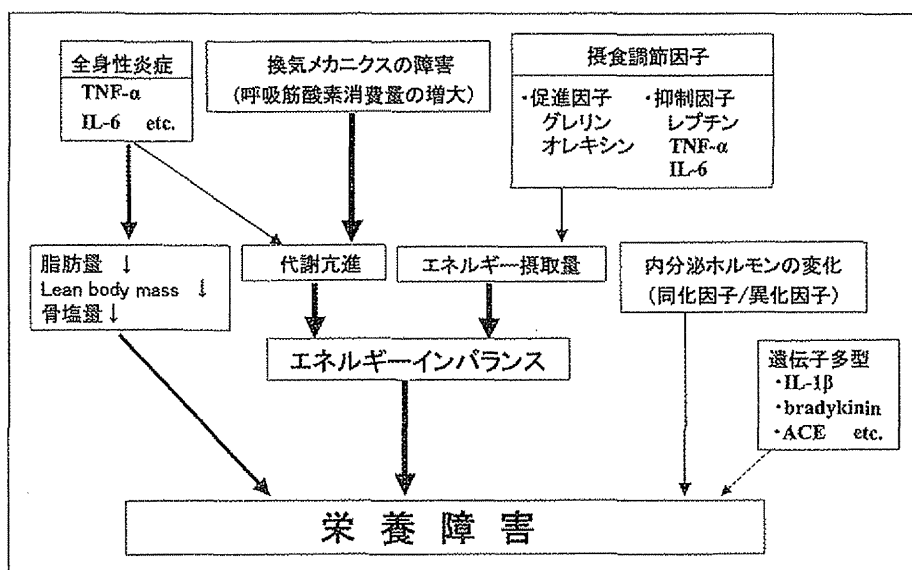 全身性炎症
TNF-α
IL-6 etc.
換気メカニクスの障害
(呼吸筋酸素消費量の増大)
摂食調節因子
・促進因子
グレリン
オレキシン
・抑制因子
レプチン
TNF-α
IL-6
脂肪量 ↓
Lean body mass ↓
骨塩量↓
代謝亢進
エネルギー摂取量
内分泌ホルモンの変化
(同化因子/異化因子)
エネルギーインバランス
遺伝子多型
・IL-1β
・bradykinin
・ACE etc.
栄養障害